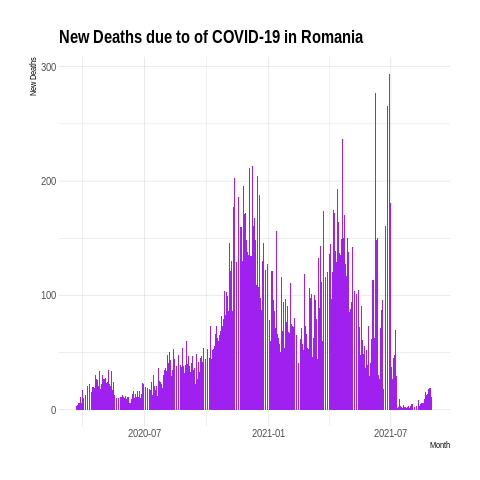 New Deaths due to of COVID-19 in Romania
New Deaths
300
200
100
0
2020-07
2021-01
2021-07
Month